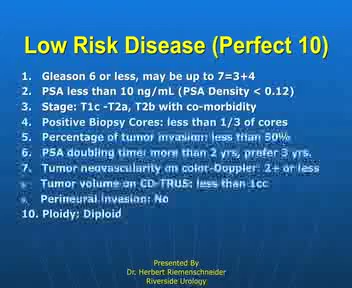 Low Risk Disease (Perfect 10)
1. Gleason 6 or less, may be up to 7=3+4
2. PSA less than 10 ng/mL (PSA Density < 0.12)
3. Stage: T1c -T2a, T2b with co-morbidity
4. Positive Biopsy Cores: less than 1/3 of cores
5. Percentage of tumor invasion: less than 50%
6. PSA doubling time: more than 2 yrs, prefer 3 yrs.
7. Tumor neovascularity on color-Doppler: 2+ or less
8. Tumor volume on CD-TRUS: less than 1cc
9. Perineural Invasion: No
10. Ploidy: Diploid
Presented By
Dr. Herbert Riemenschneider
Riverside Urology